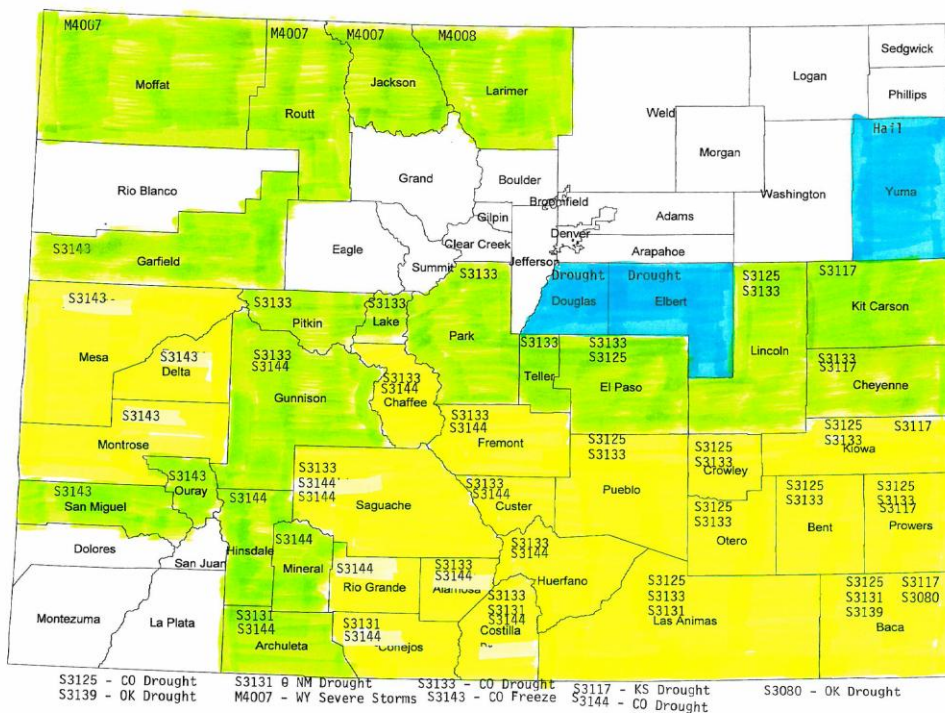 M4007
M4007
M4007
M4008
Moffat
Routt
Jackson
Larimer
Weld
Logan
Sedgwick
Phillips
Morgan
Hail
Yuma
Washington
Rio Blanco
Grand
Boulder
Broomfield
Gilpin
Adams
Clear Creek
Denver
Arapahoe
Eagle
Summit
Jefferson
S3143
Garfield
S3133
Drought
Douglas
Drought
Elbert
S3125
S3133
Lincoln
S3117
Kit Carson
S3143
Mesa
S3133
Pitkin
S3133
Lake
Park
S3143
Delta
S3133
S3144
Gunnison
S3133
S3144
Chaffee
S3133
Teller
S3133
S3125
El Paso
S3133
S3117
Cheyenne
S3143
Montrose
S3133
S3144
Fremont
S3125
S3133
Pueblo
S3125
S3133
Crowley
S3125
S3133
S3117
Kiowa
S3143
Ouray
S3143
San Miguel
S3144
Hinsdale
S3133
S3144
S3144
Saguache
S3133
S3144
Custer
S3125
S3133
Otero
S3125
S3133
Bent
S3125
S3133
S3117
Prowers
Dolores
San Juan
S3144
Mineral
S3144
Rio Grande
S3133
S3144
Alamosa
S3133
S3144
Huerfano
Montezuma
La Plata
S3131
S3144
Archuleta
S3131
S3144
Conejos
S3133
S3131
S3144
Costilla
S3125
S3133
S3131
Las Animas
S3125
S3131
S3139
S3117
S3080
Baca
S3125 - CO Drought
S3131 @ NM Drought
S3133 - CO Drought
S3117 - KS Drought
S3080 - OK Drought
S3139 - OK Drought
M4007 - WY Severe Storms
S3143 - CO Freeze
S3144 - CO Drought